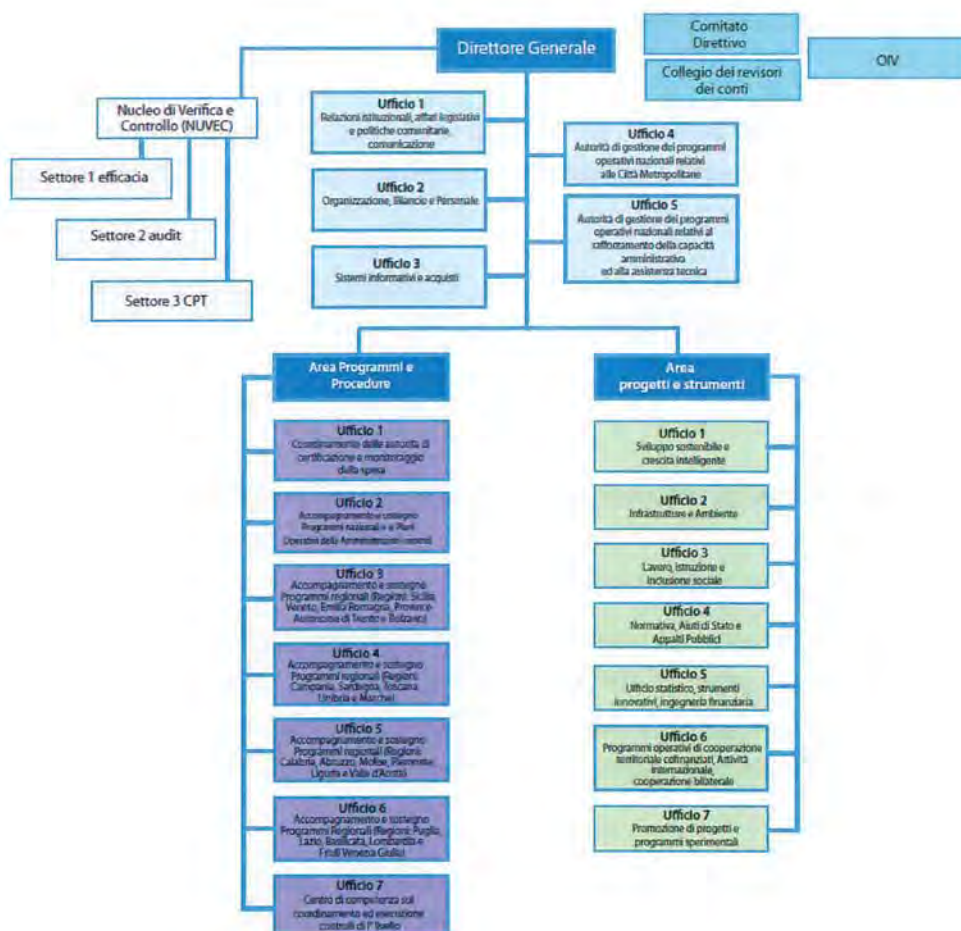 Direttore Generale
Comitato
Direttivo
Collegio dei revisori
dei conti
OIV
Nucleo di Verifica e
Controllo (NUVEC)
Settore 1 efficacia
Settore 2 audit
Settore 3 CPT
Ufficio 1
Relazioni istituzionali, affari legislativi
e politiche comunitarie,
comunicazione
Ufficio 2
Organizzazione, Bilancio e Personale
Ufficio 3
Sistemi informativi e acquisti
Ufficio 4
Autorità di gestione dei programmi
operativi nazionali relativi
alle Città Metropolitane
Ufficio 5
Autorità di gestione dei programmi
operativi nazionali relativi al
rafforzamento della capacità
amministrativa
ed alla assistenza tecnica
Area Programmi e
Procedure
Ufficio 1
Coordinamento delle autorità di
certificazione e monitoraggio
della spesa
Ufficio 2
Accompagnamento e sostegno
Programmi nazionali e Piani
Operativi delle Amministrazioni
Ufficio 3
Accompagnamento e sostegno
Programmi regionali (Regioni: Sicilia,
Veneto, Emilia Romagna, Province
Autonome di Trento e Bolzano)
Ufficio 4
Accompagnamento e sostegno
Programmi regionali (Regioni:
Campania, Sardegna, Toscana,
Umbria e Marche)
Ufficio 5
Accompagnamento e sostegno
Programmi regionali (Regioni:
Calabria, Abruzzo, Molise, Piemonte,
Liguria e Valle d'Aosta)
Ufficio 6
Accompagnamento e sostegno
Programmi Regionali (Regioni: Puglia,
Lazio, Basilicata, Lombardia e
Friuli Venezia Giulia)
Ufficio 7
Centro di competenza sul
coordinamento ed esecuzione
controlli di I° livello
Area
progetti e strumenti
Ufficio 1
Sviluppo sostenibile e
crescita intelligente
Ufficio 2
Infrastrutture e Ambiente
Ufficio 3
Lavoro, istruzione e
inclusione sociale
Ufficio 4
Normativa, Aiuti di Stato e
Appalti Pubblici
Ufficio 5
Ufficio statistico, strumenti
innovativi, ingegneria finanziaria
Ufficio 6
Programmi operativi di cooperazione
territoriale cofinanziati, Attività
internazionale,
cooperazione bilaterale
Ufficio 7
Promozione di progetti e
programmi sperimentali